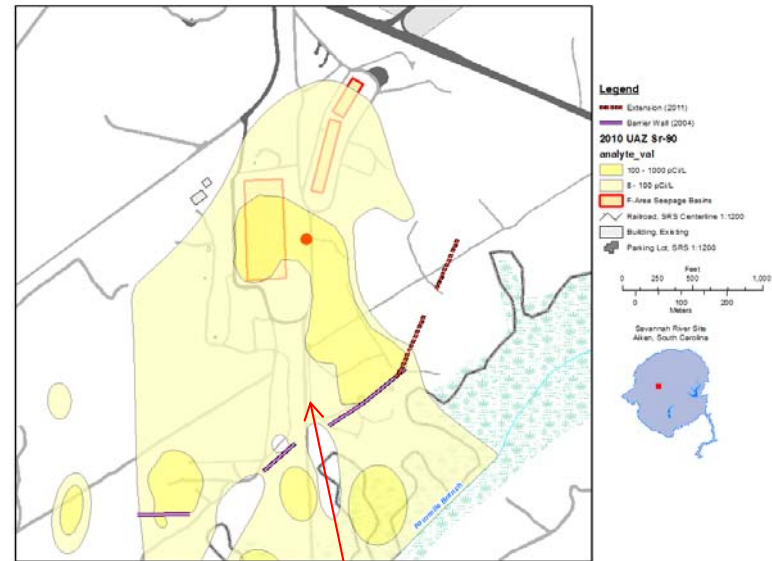 Legend
Extension (2011)
Barrier Wall (2004)
2010 UAZ Sr-90
analyte_val
100 - 1000 pCi/L
8 - 100 pCi/L
F-Area Seepage Basins
Railroad, SRS Centerline 1:1200
Building, Existing
Parking Lot, SRS 1:1200
Feet
0 250 500 1,000
0 50 100 200
Meters
Savannah River Site
Aiken, South Carolina
Fourmile Branch